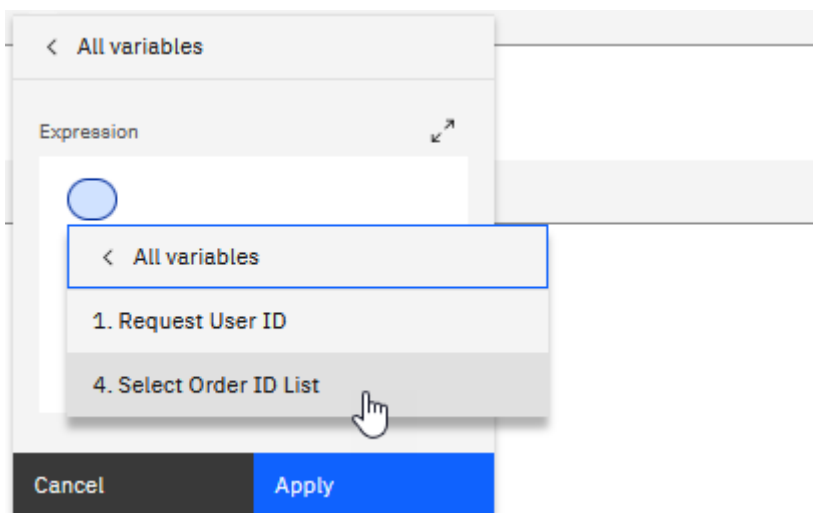 All variables
Expression
All variables
1. Request User ID
4. Select Order ID List
Cancel Apply